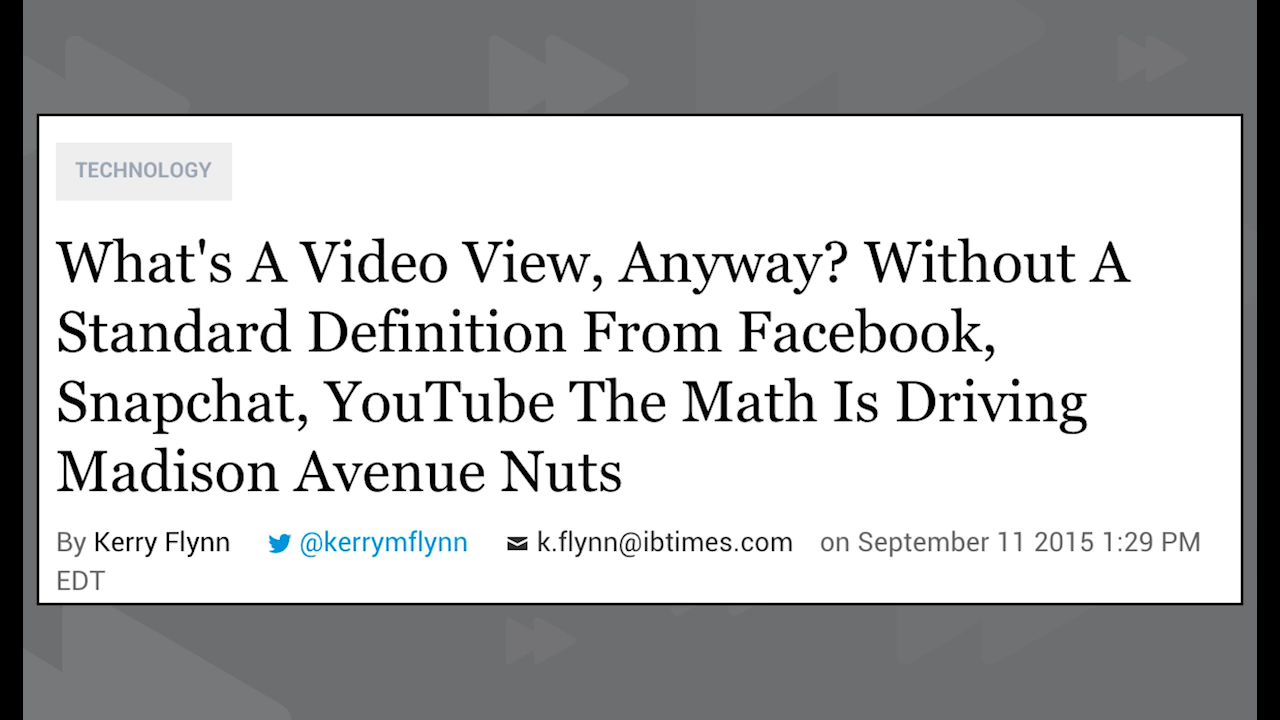 TECHNOLOGY
What's A Video View, Anyway? Without A
Standard Definition From Facebook,
Snapchat, YouTube The Math Is Driving
Madison Avenue Nuts
By Kerry Flynn @kerrymflynn k.flynn@ibtimes.com on September 11 2015 1:29 PM
EDT